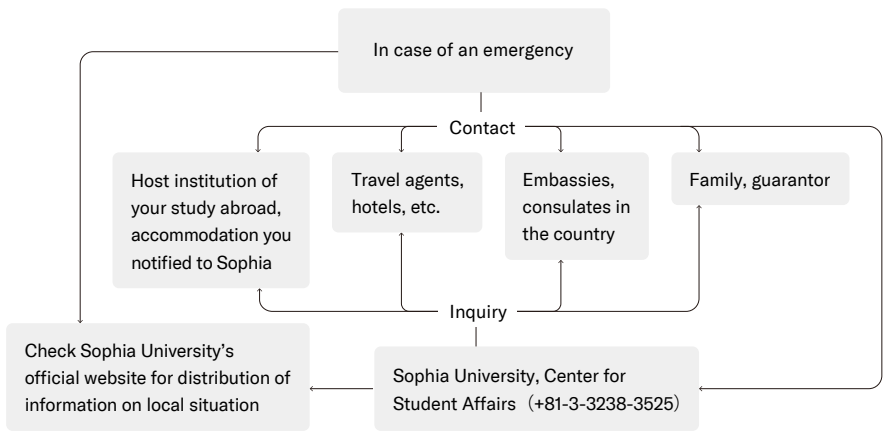 In case of an emergency
Contact
Host institution of
your study abroad,
accommodation you
notified to Sophia
Travel agents,
hotels, etc.
Embassies,
consulates in
the country
Family, guarantor
Inquiry
Check Sophia University’s
official website for distribution of
information on local situation
Sophia University, Center for
Student Affairs（+81-3-3238-3525）